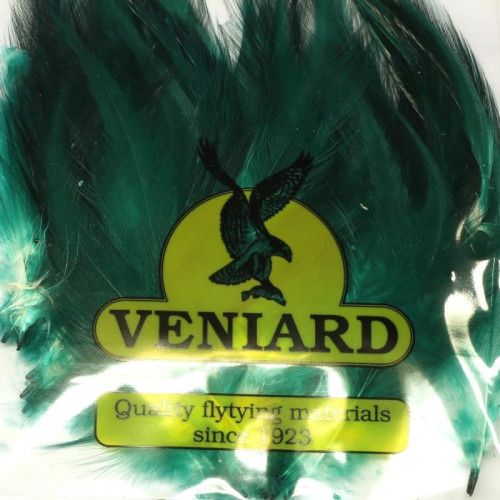 VENIARD
Quality flytying materials
since 1923